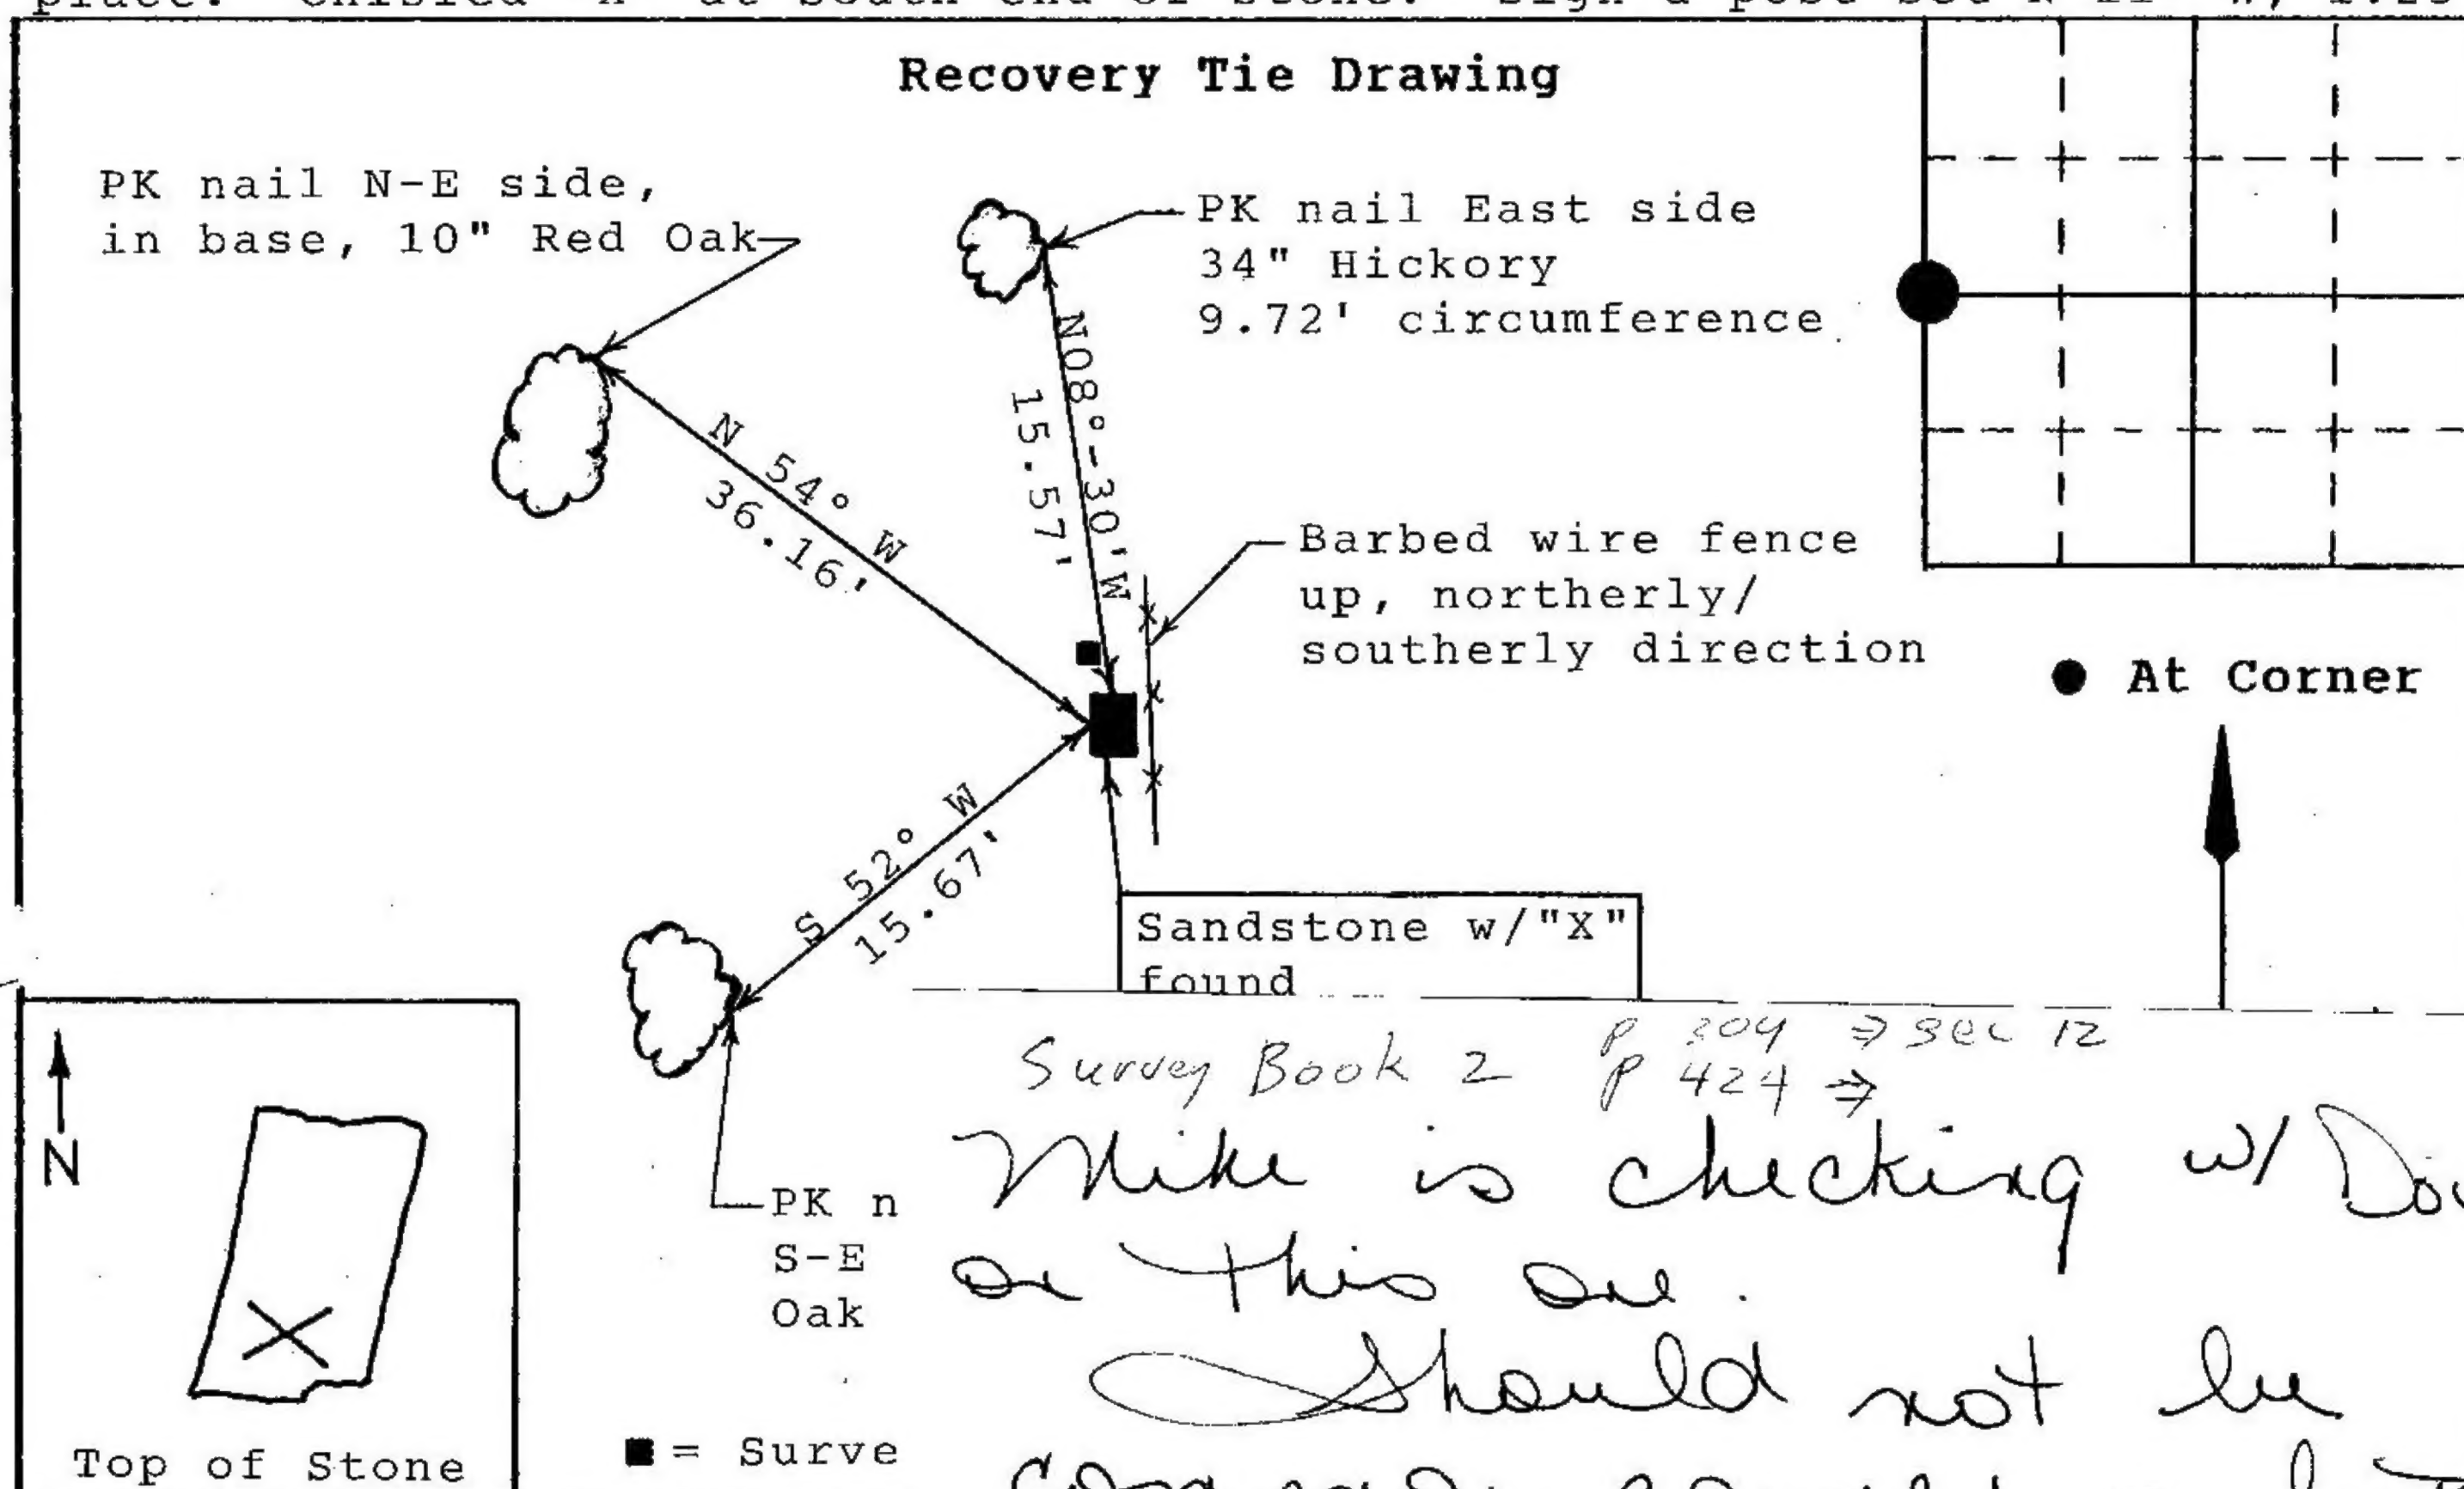 Recovery Tie Drawing
PK nail N-E side,
in base, 10" Red Oak
PK nail East side
34" Hickory
9.72' circumference
N08°-30'W
15.57'
N 54° W
36.16'
Barbed wire fence
up, northerly/
southerly direction
● At Corner
S 52° W
15.67'
Sandstone w/"X"
found
N
Top of Stone
PK n
S-E
Oak
■ = Surve
Survey Book 2 p 204 ⇒ sec 12
p 424 ⇒
Mike is checking w/
on this one.
Should not be